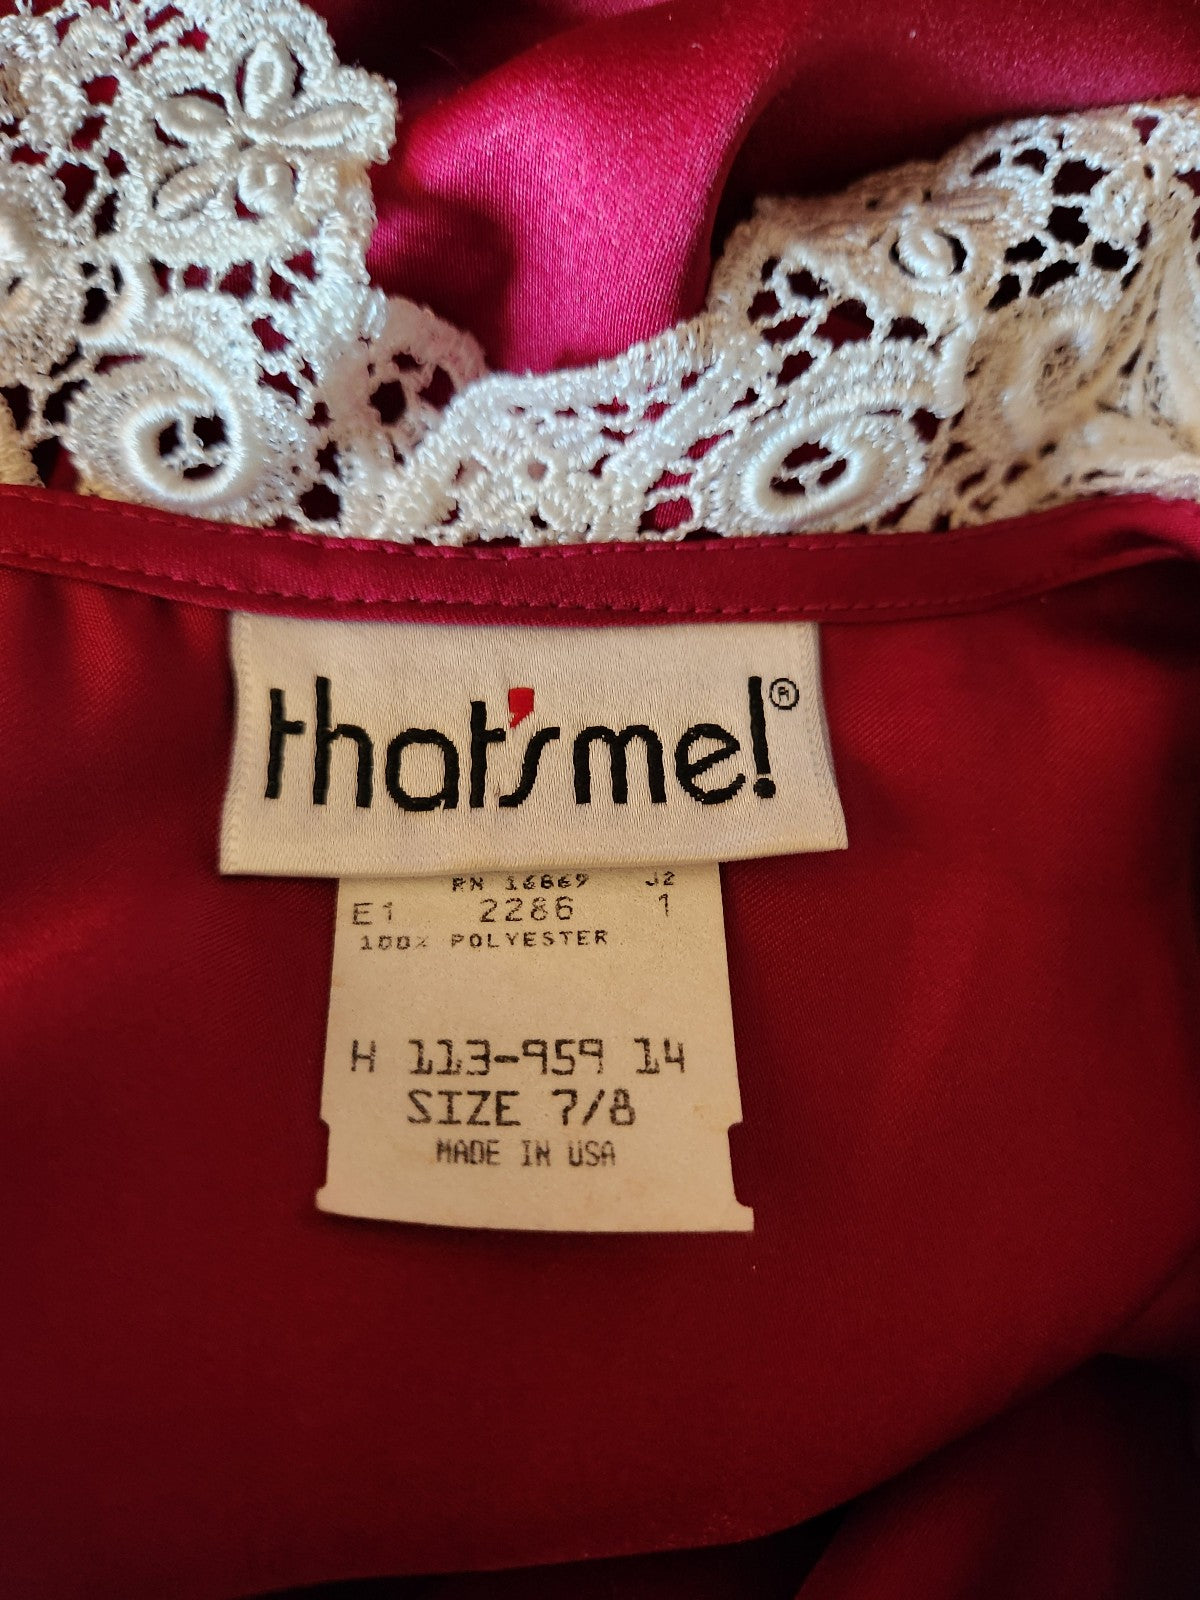 that's me!®
RN 16869 J2
E1 2286 1
100% POLYESTER
H 113-959 14
SIZE 7/8
MADE IN USA